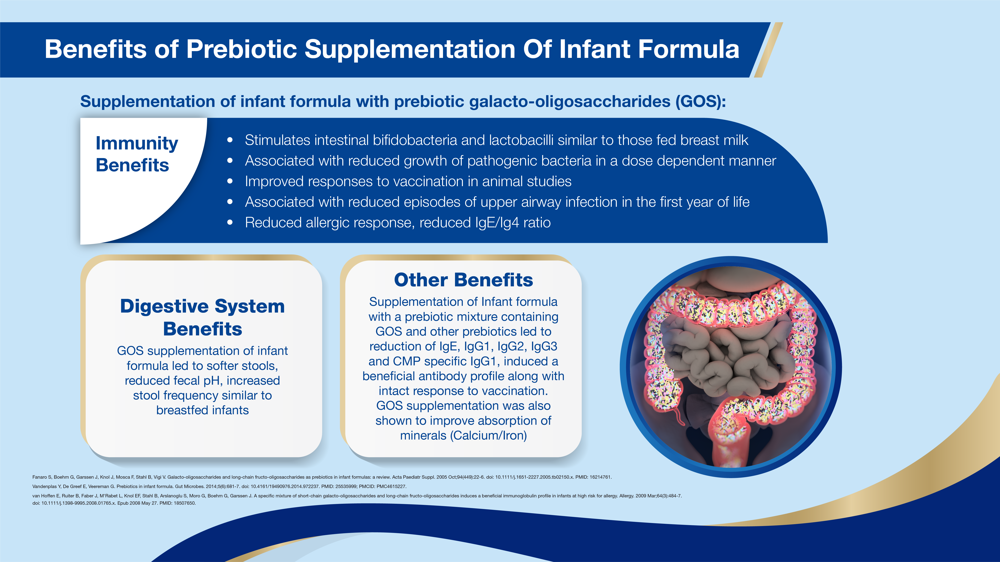 Benefits of Prebiotic Supplementation Of Infant Formula
Supplementation of infant formula with prebiotic galacto-oligosaccharides (GOS):
Immunity
Benefits
• Stimulates intestinal bifidobacteria and lactobacilli similar to those fed breast milk
• Associated with reduced growth of pathogenic bacteria in a dose dependent manner
• Improved responses to vaccination in animal studies
• Associated with reduced episodes of upper airway infection in the first year of life
• Reduced allergic response, reduced IgE/Ig4 ratio
Digestive System
Benefits
GOS supplementation of infant
formula led to softer stools,
reduced fecal pH, increased
stool frequency similar to
breastfed infants
Other Benefits
Supplementation of Infant formula
with a prebiotic mixture containing
GOS and other prebiotics led to
reduction of IgE, IgG1, IgG2, IgG3
and CMP specific IgG1, induced a
beneficial antibody profile along with
intact response to vaccination.
GOS supplementation was also
shown to improve absorption of
minerals (Calcium/Iron)
Fanaro S, Boehm G, Garssen J, Knol J, Mosca F, Stahl B, Vigi V. Galacto-oligosaccharides and long-chain fructo-oligosaccharides as prebiotics in infant formulas: a review. Acta Paediatr Suppl. 2005 Oct;94(449):22-6. doi: 10.1111/j.1651-2227.2005.tb02150.x. PMID: 16214761.
Vandenplas Y, De Greef E, Veereman G. Prebiotics in infant formula. Gut Microbes. 2014;5(6):681-7. doi: 10.4161/19490976.2014.972237. PMID: 25535999; PMCID: PMC4615227.
van Hoffen E, Ruiter B, Faber J, M'Rabet L, Knol EF, Stahl B, Arslanoglu S, Moro G, Boehm G, Garssen J. A specific mixture of short-chain galacto-oligosaccharides and long-chain fructo-oligosaccharides induces a beneficial immunoglobulin profile in infants at high risk for allergy. Allergy. 2009 Mar;64(3):484-7.
doi: 10.1111/j.1398-9995.2008.01765.x. Epub 2008 May 27. PMID: 18507650.